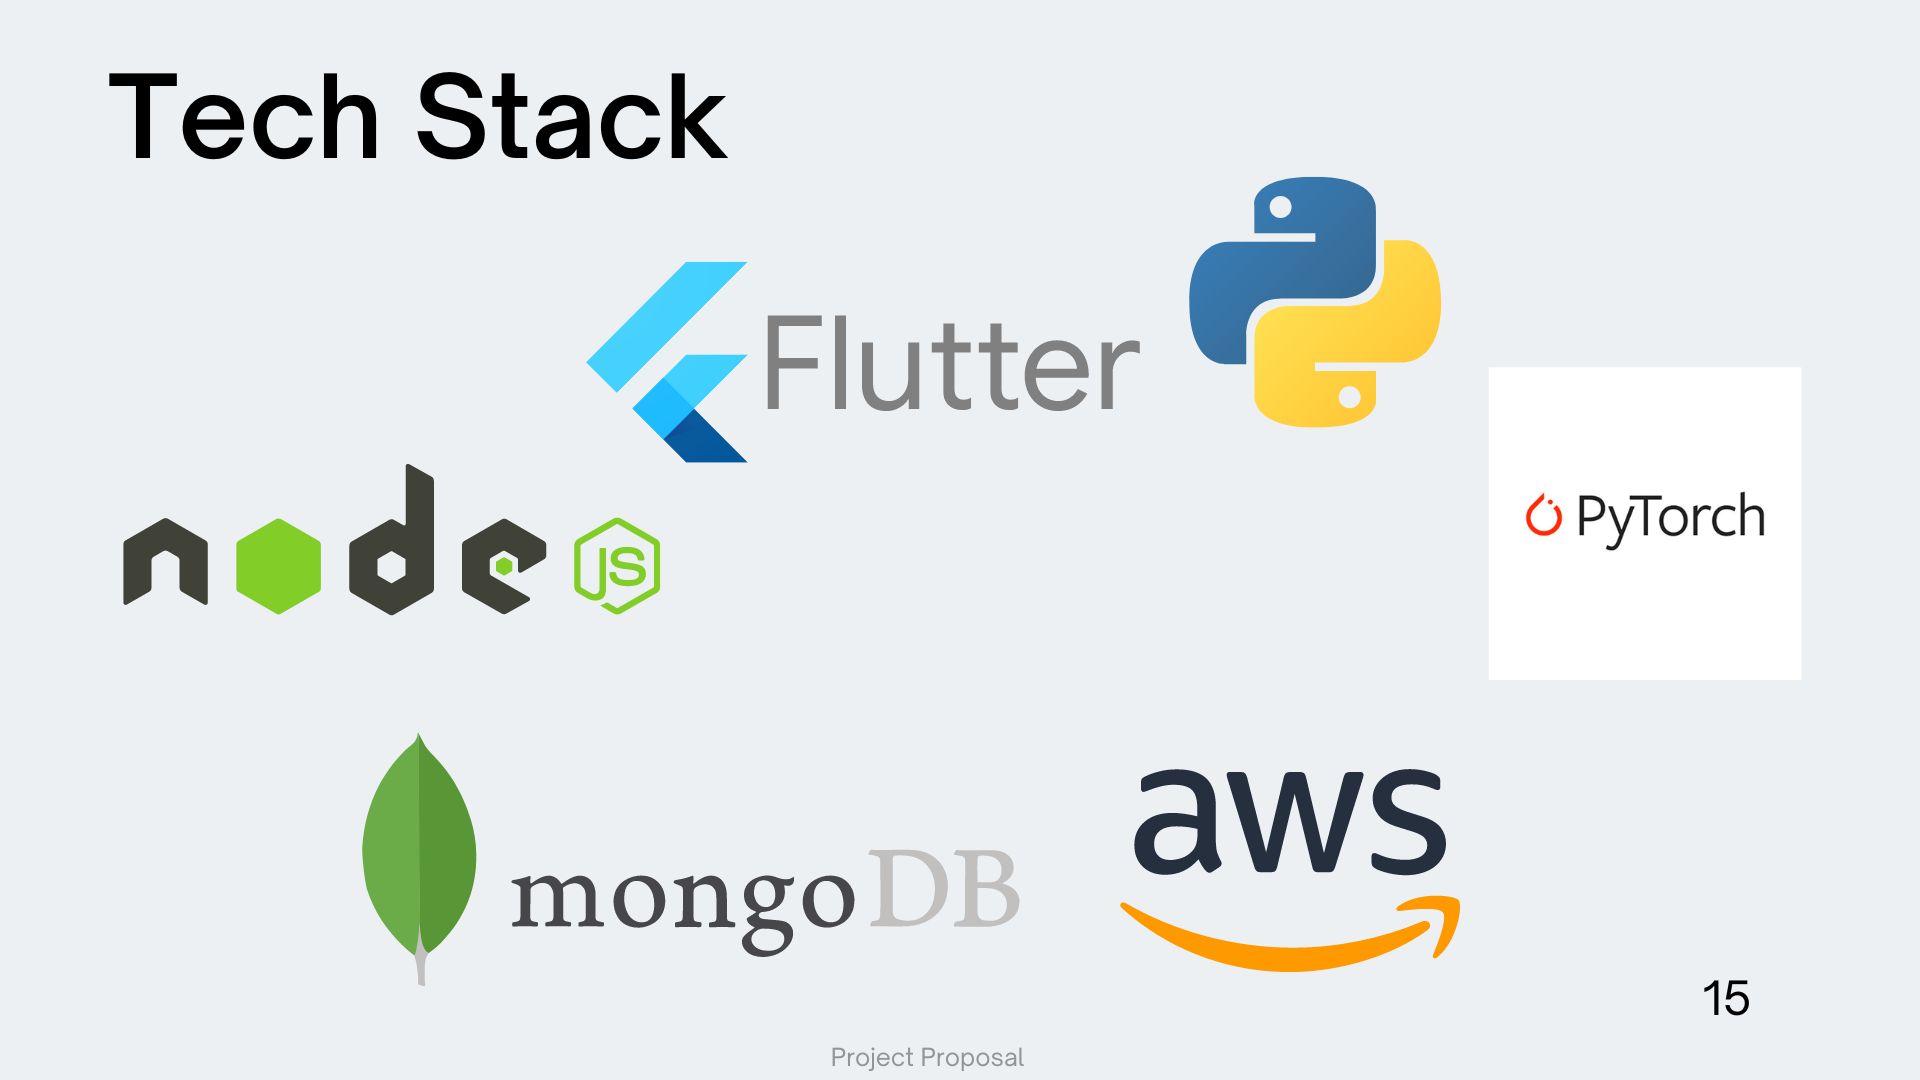 Tech Stack
Flutter
node JS
PyTorch
mongoDB
aws
15
Project Proposal